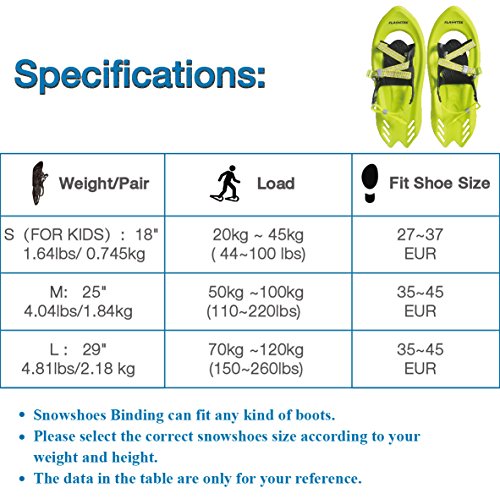 FLASHTEK FLASHTEK
Specifications:
Weight/Pair Load Fit Shoe Size
S（FOR KIDS）: 18" 20kg ~ 45kg 27~37
1.64lbs/ 0.745kg ( 44~100 lbs) EUR
M: 25" 50kg ~100kg 35~45
4.04lbs/1.84kg (110~220lbs) EUR
L : 29" 70kg ~120kg 35~45
4.81lbs/2.18 kg (150~260lbs) EUR
• Snowshoes Binding can fit any kind of boots.
• Please select the correct snowshoes size according to your
weight and height.
• The data in the table are only for your reference.